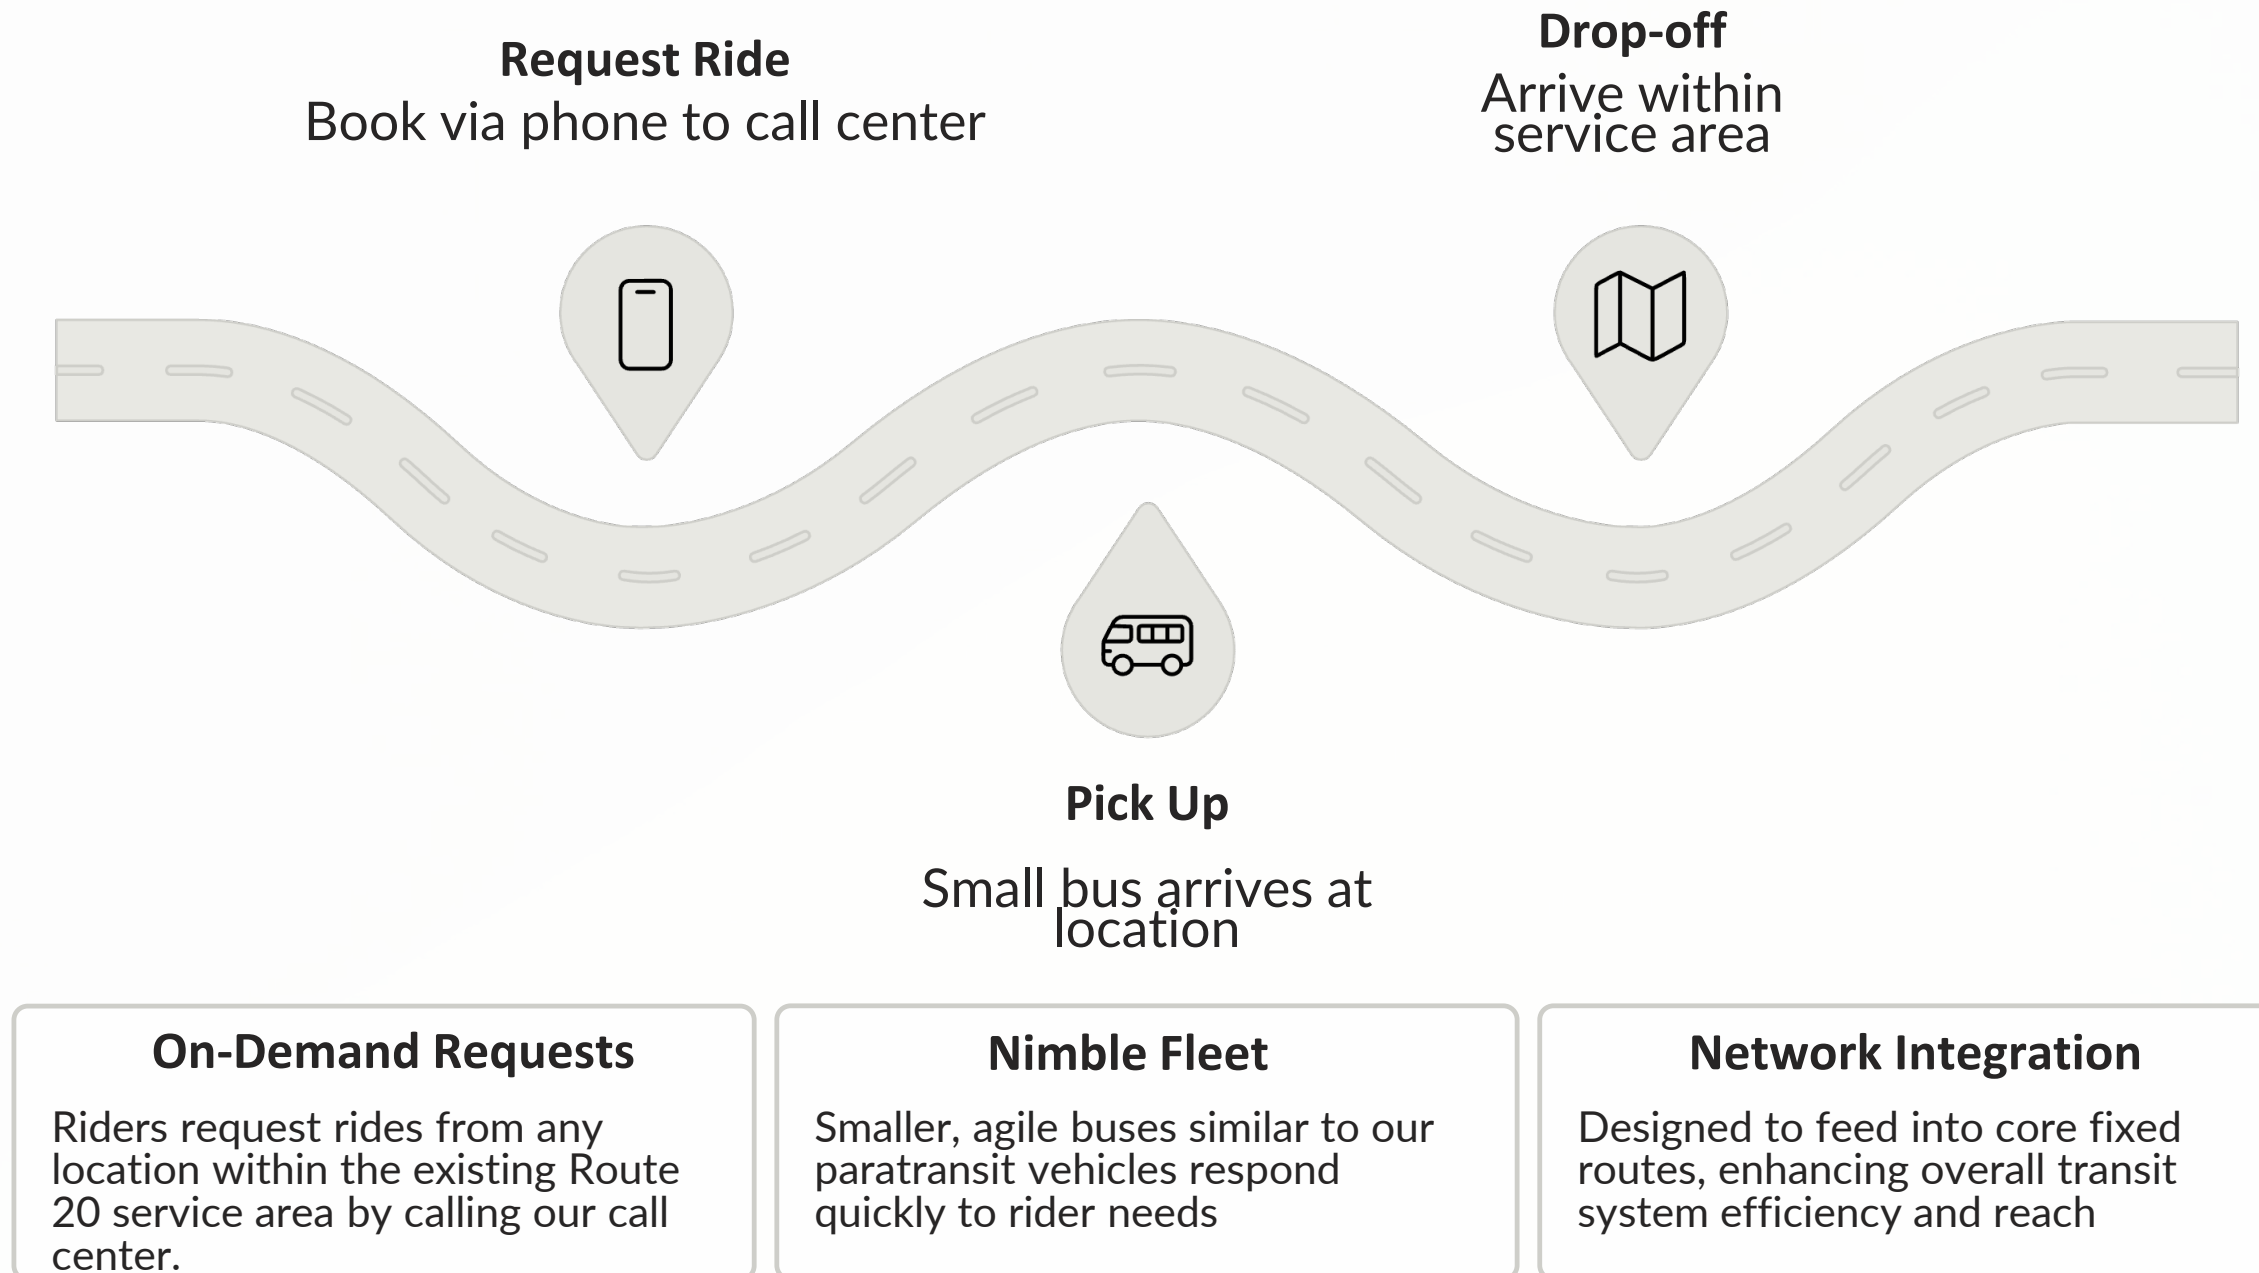 Request Ride
Book via phone to call center
Drop-off
Arrive within
service area
Pick Up
Small bus arrives at
location
On-Demand Requests
Riders request rides from any
location within the existing Route
20 service area by calling our call
center.
Nimble Fleet
Smaller, agile buses similar to our
paratransit vehicles respond
quickly to rider needs
Network Integration
Designed to feed into core fixed
routes, enhancing overall transit
system efficiency and reach